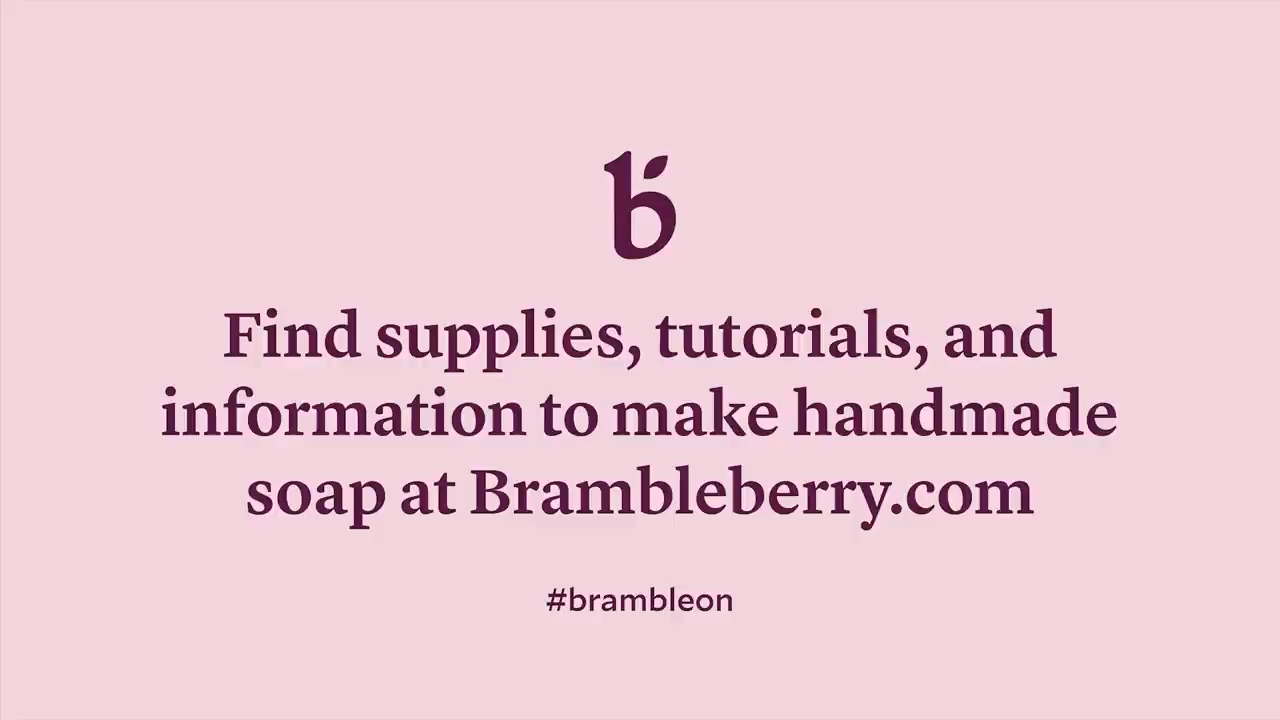 b
Find supplies, tutorials, and
information to make handmade
soap at Brambleberry.com
#brambleon